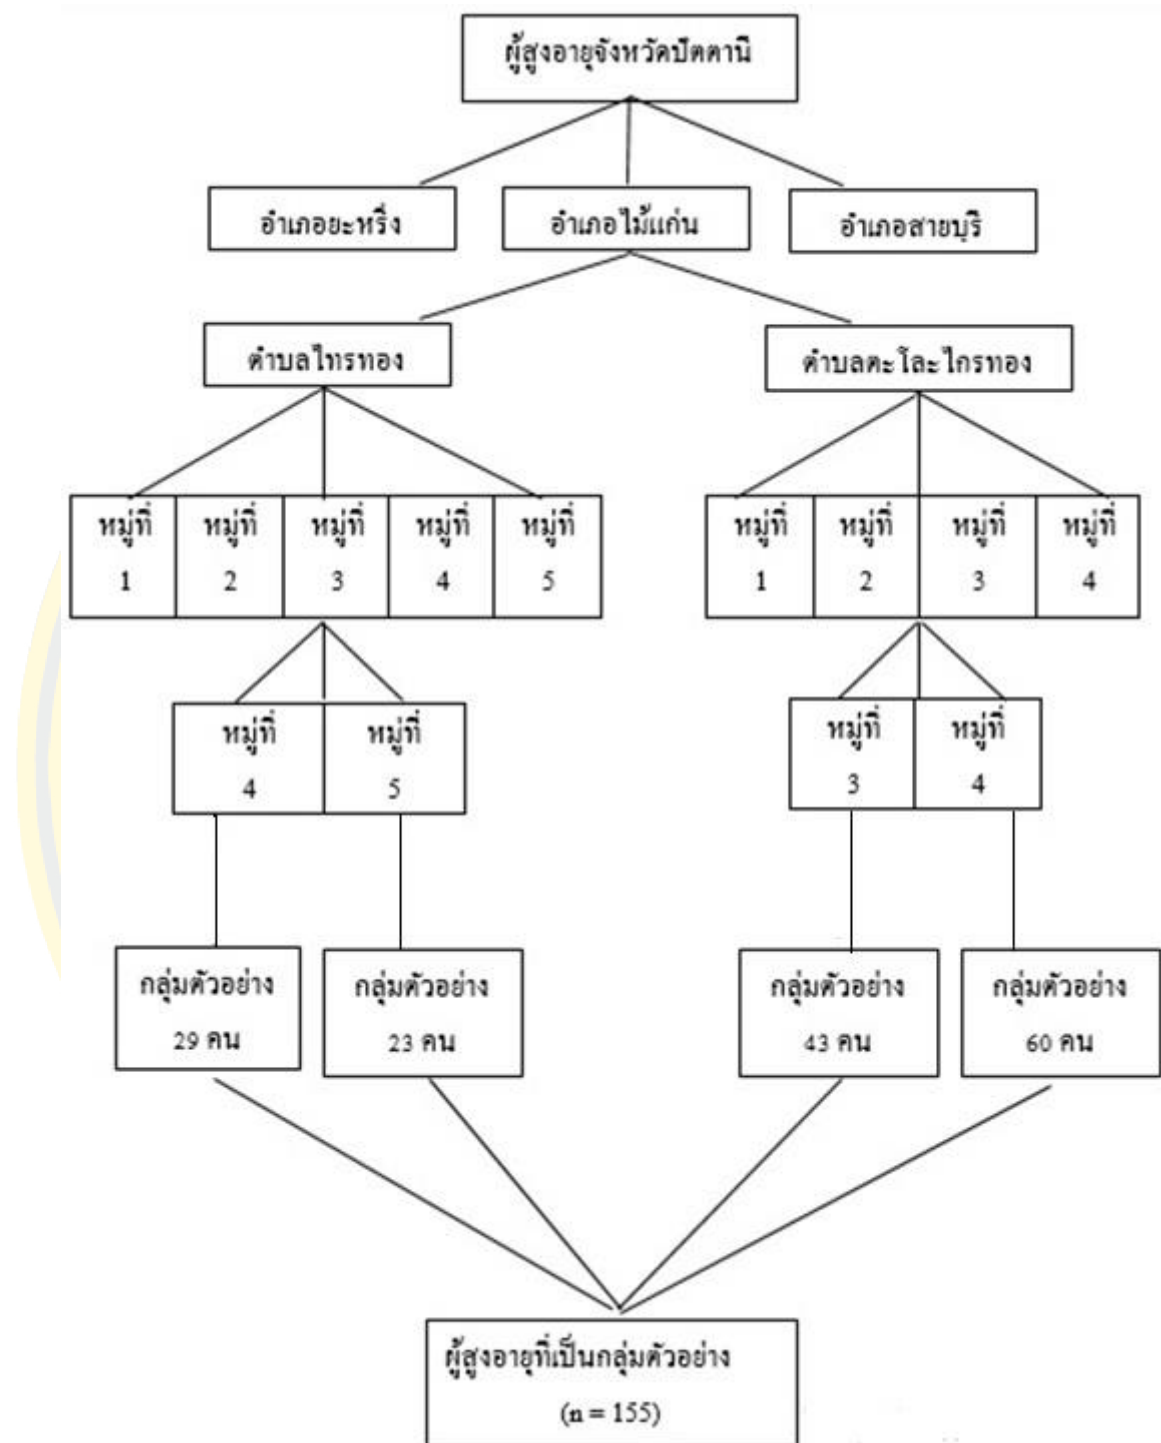 ผู้สูงอายุจังหวัดปัตตานี
อำเภอยะหริ่ง
อำเภอไม้แก่น
อำเภอสายบุรี
ตำบลไทรทอง
ตำบลตะโละไกรทอง
หมู่ที่
1
หมู่ที่
2
หมู่ที่
3
หมู่ที่
4
หมู่ที่
5
หมู่ที่
1
หมู่ที่
2
หมู่ที่
3
หมู่ที่
4
หมู่ที่
4
หมู่ที่
5
หมู่ที่
3
หมู่ที่
4
กลุ่มตัวอย่าง
29 คน
กลุ่มตัวอย่าง
23 คน
กลุ่มตัวอย่าง
43 คน
กลุ่มตัวอย่าง
60 คน
ผู้สูงอายุที่เป็นกลุ่มตัวอย่าง
(n = 155)